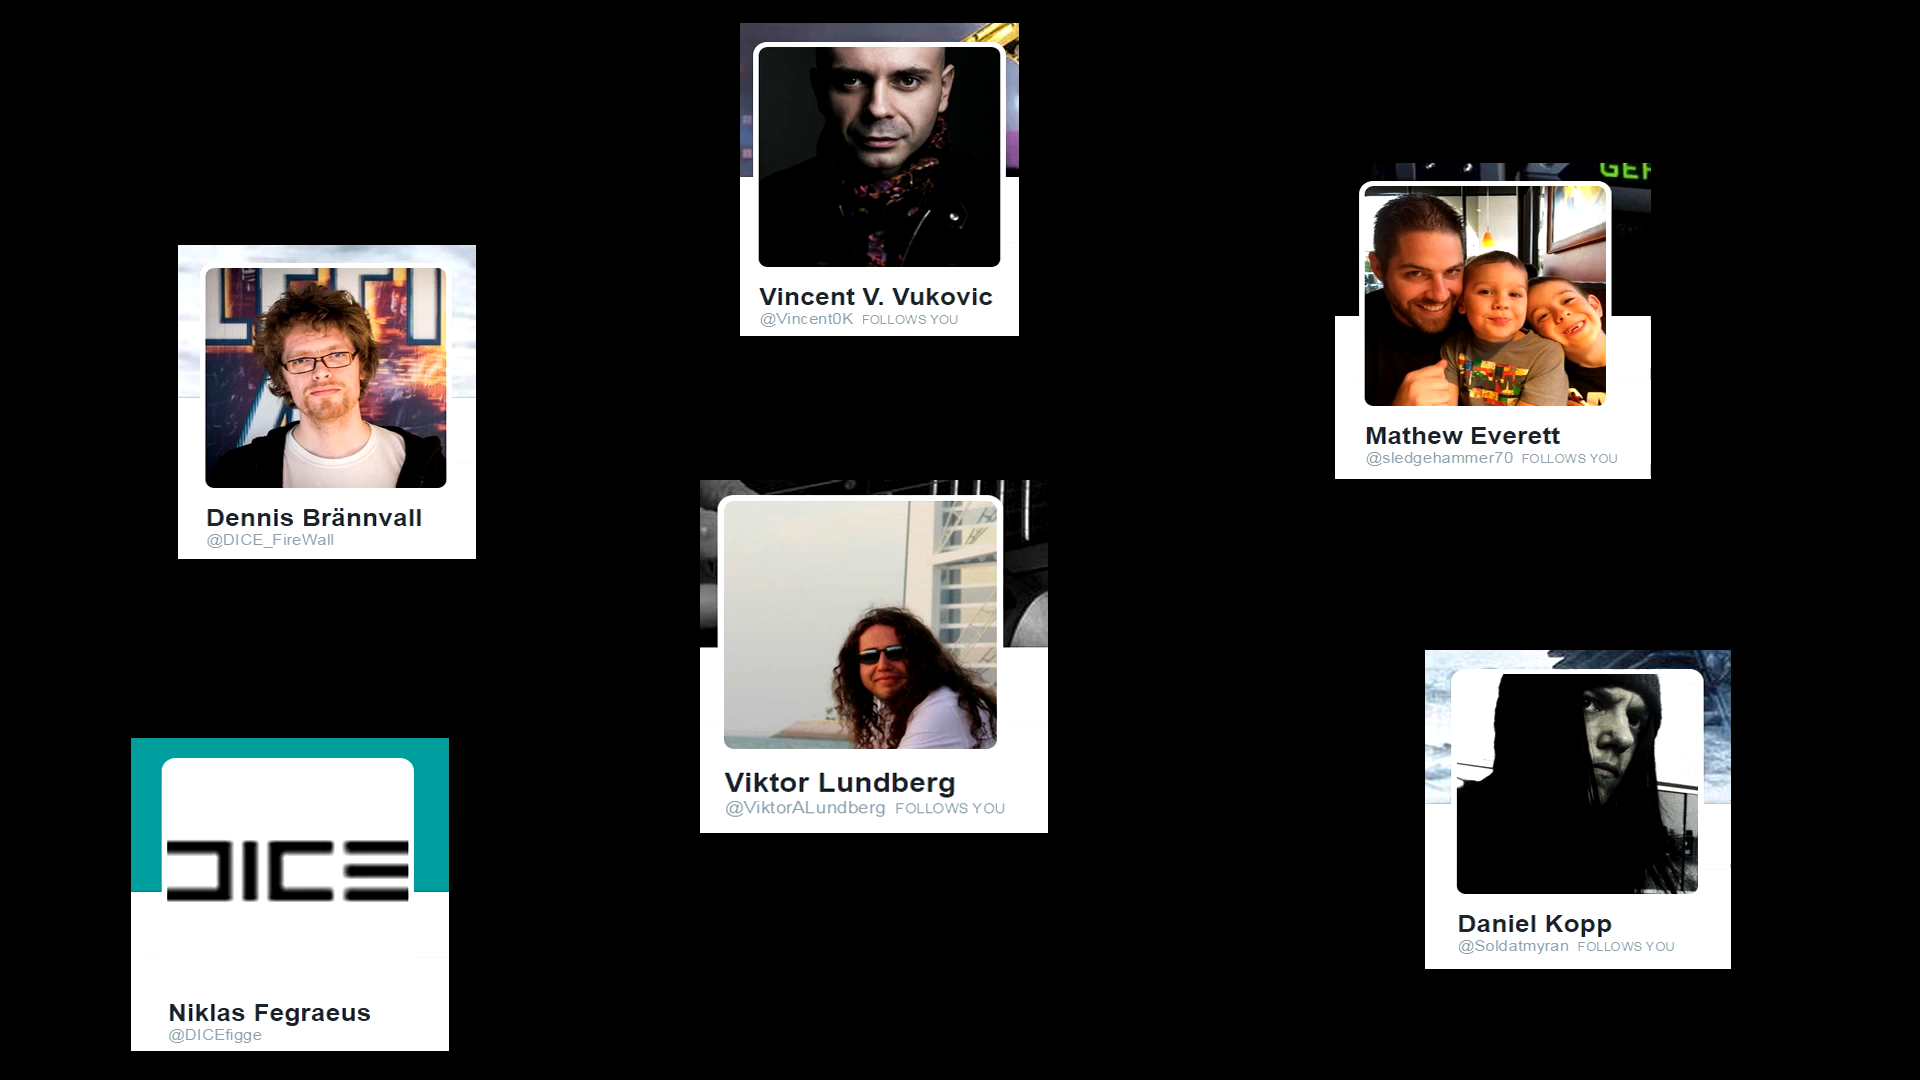 Vincent V. Vukovic
@Vincent0K FOLLOWS YOU
GEF
Mathew Everett
@sledgehammer70 FOLLOWS YOU
Dennis Brännvall
@DICE_FireWall
Viktor Lundberg
@ViktorALundberg FOLLOWS YOU
Daniel Kopp
@Soldatmyran FOLLOWS YOU
DICE
Niklas Fegraeus
@DICEfigge